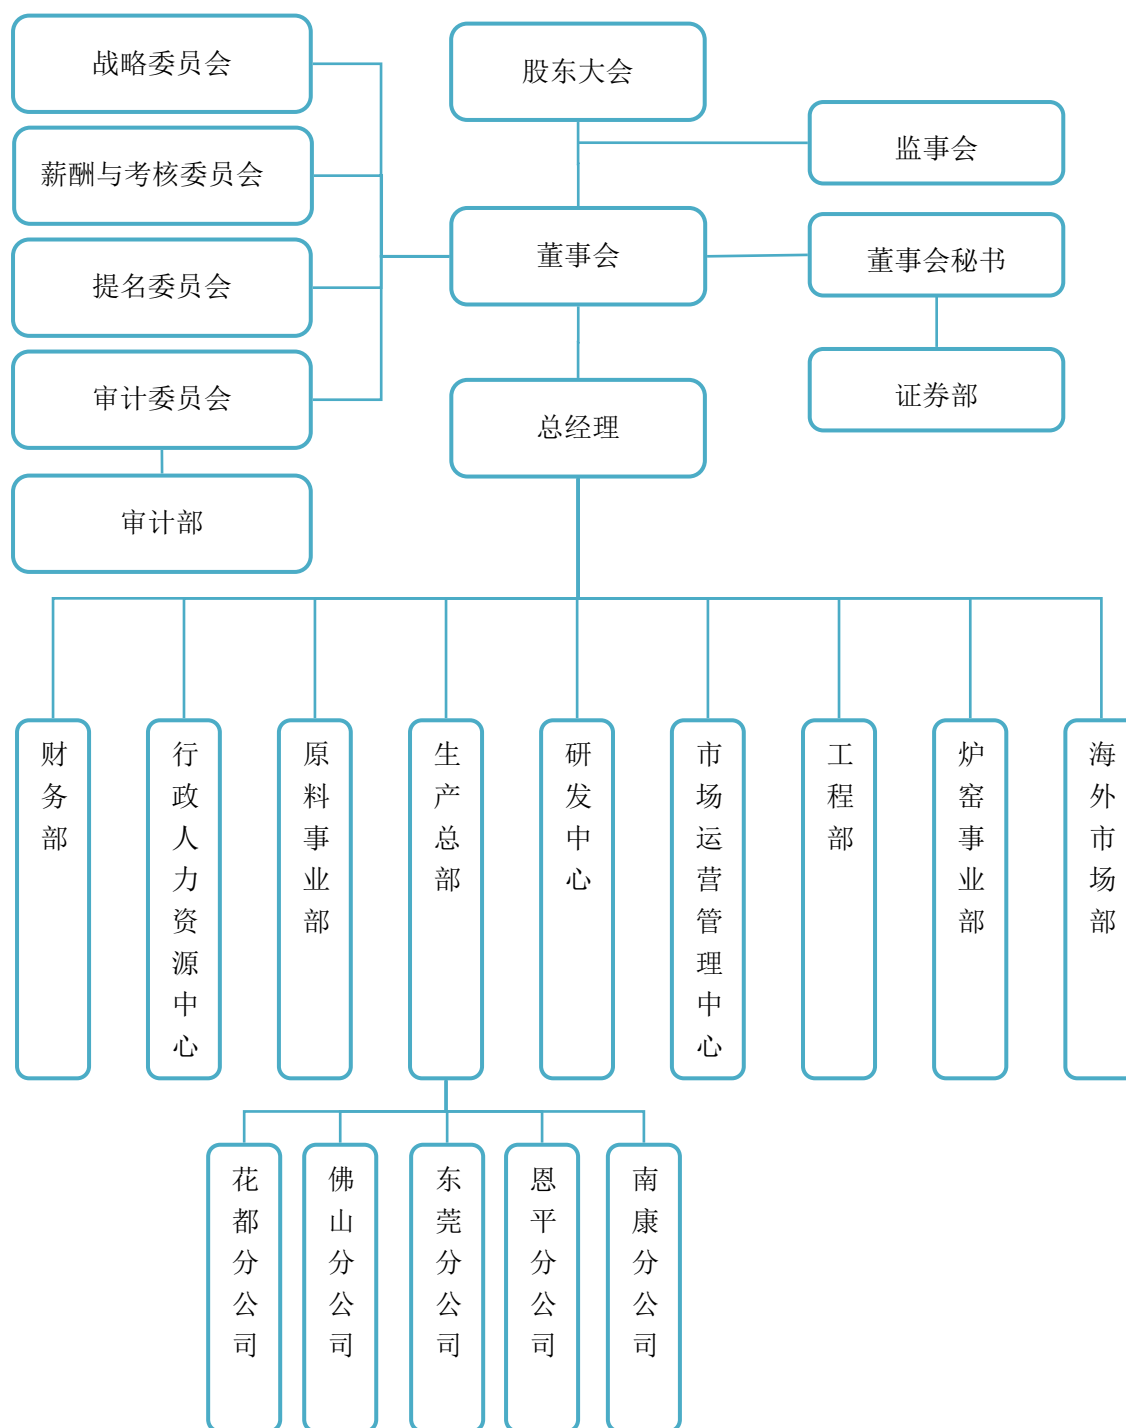 战略委员会
股东大会
监事会
薪酬与考核委员会
董事会
董事会秘书
提名委员会
审计委员会
证券部
总经理
审计部
财务部
行政人力资源中心
原料事业部
生产总部
研发中心
市场运营管理中心
工程部
炉窑事业部
海外市场部
花都分公司
佛山分公司
东莞分公司
恩平分公司
南康分公司